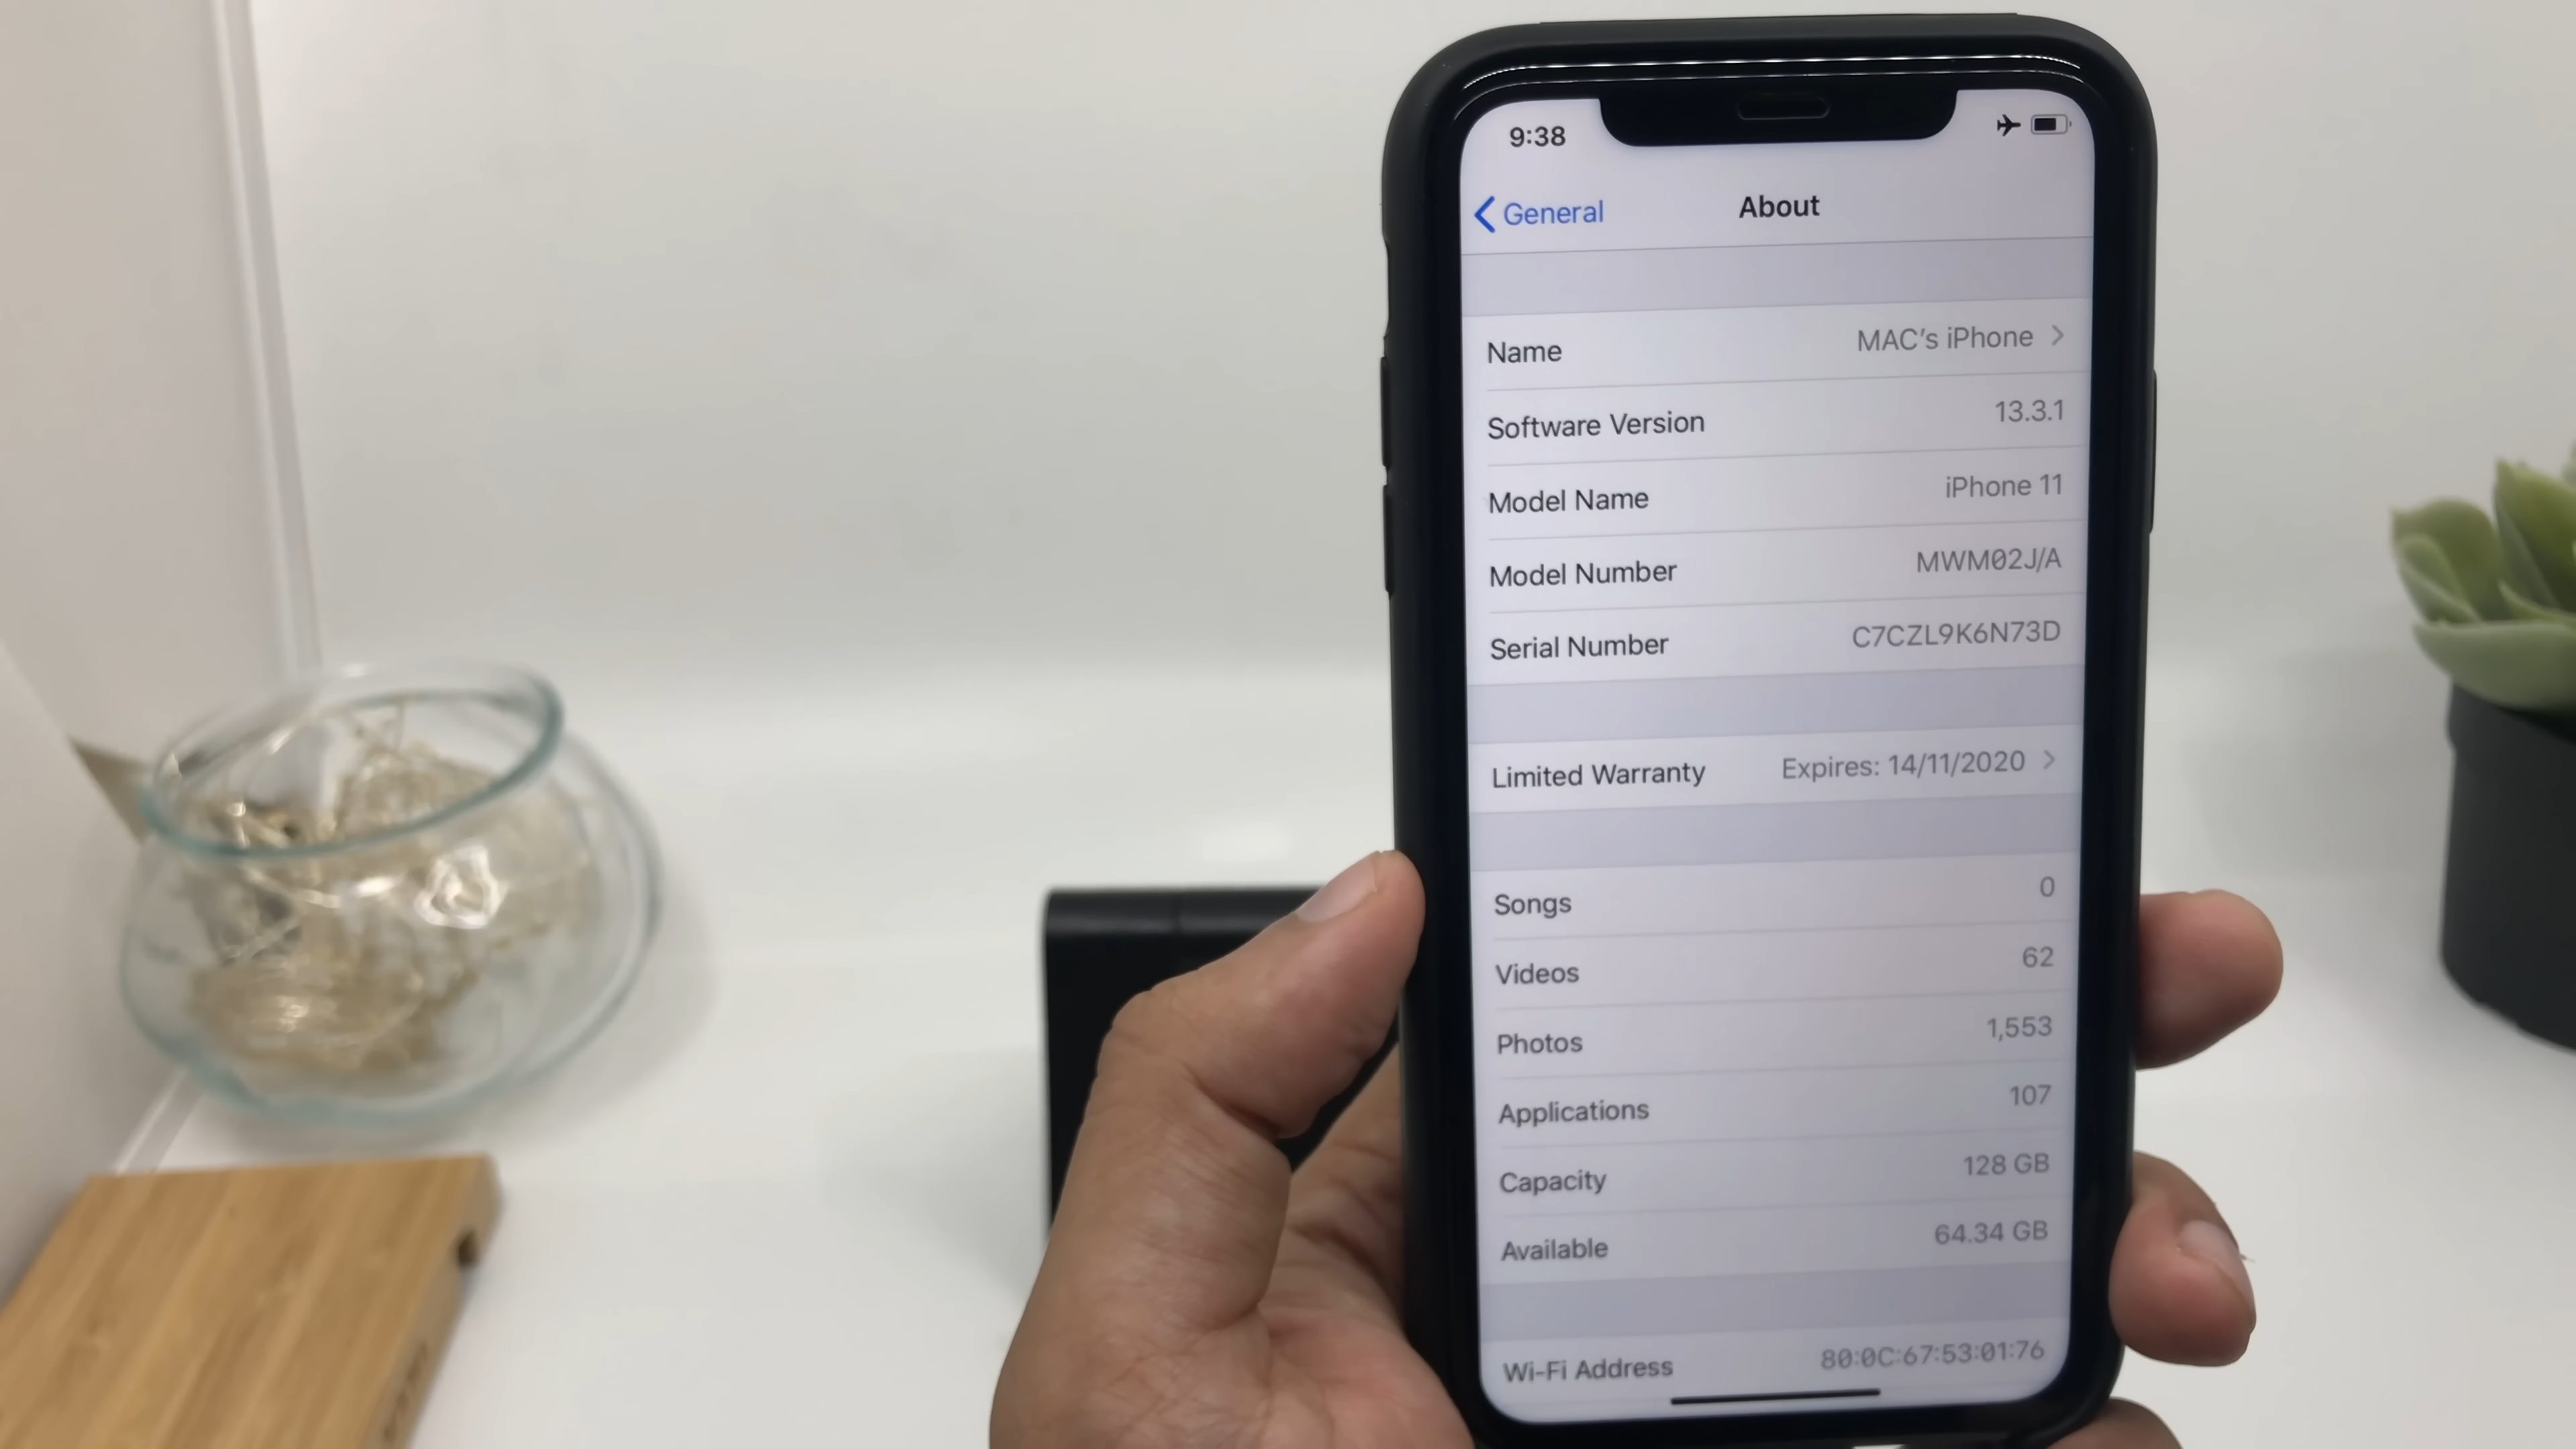 9:38
General
About
Name MAC's iPhone
Software Version 13.3.1
Model Name iPhone 11
Model Number MWM02J/A
Serial Number C7CZL9K6N73D
Limited Warranty Expires: 14/11/2020
Songs 0
Videos 62
Photos 1,553
Applications 107
Capacity 128 GB
Available 64.34 GB
Wi-Fi Address 80:0C:67:53:01:76